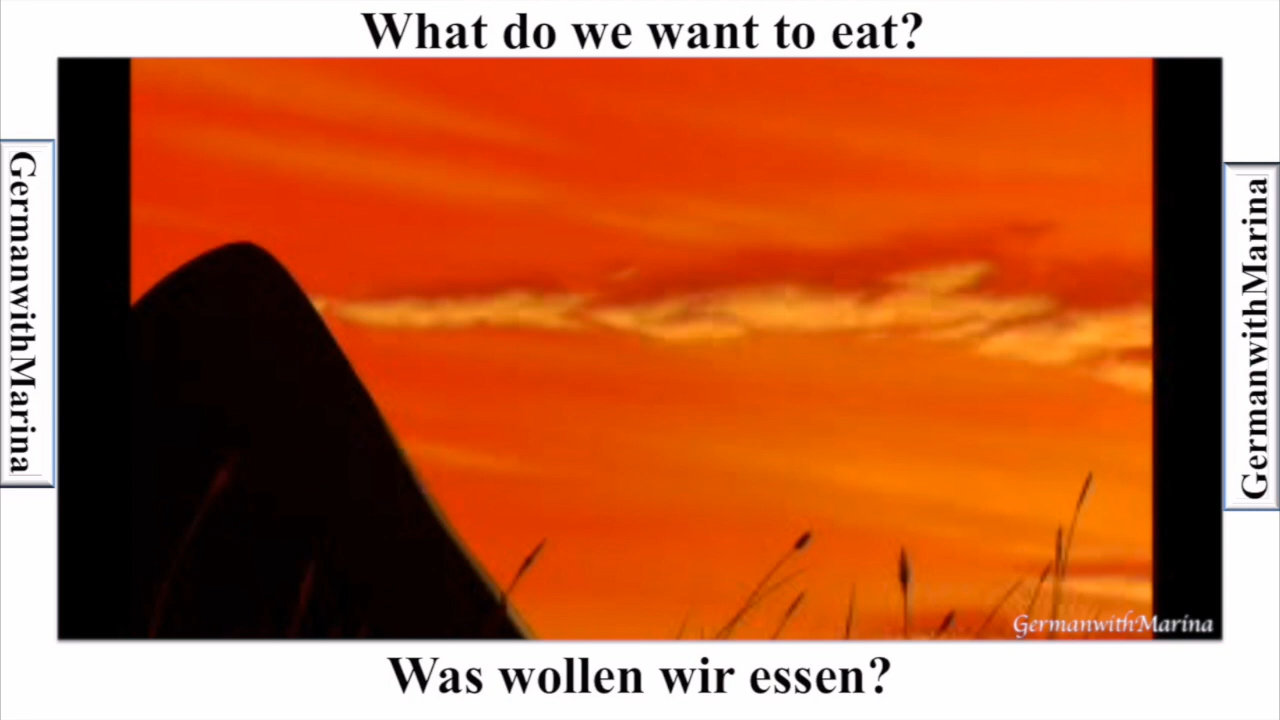 What do we want to eat?
GermanwithMarina
GermanwithMarina
GermanwithMarina
Was wollen wir essen?